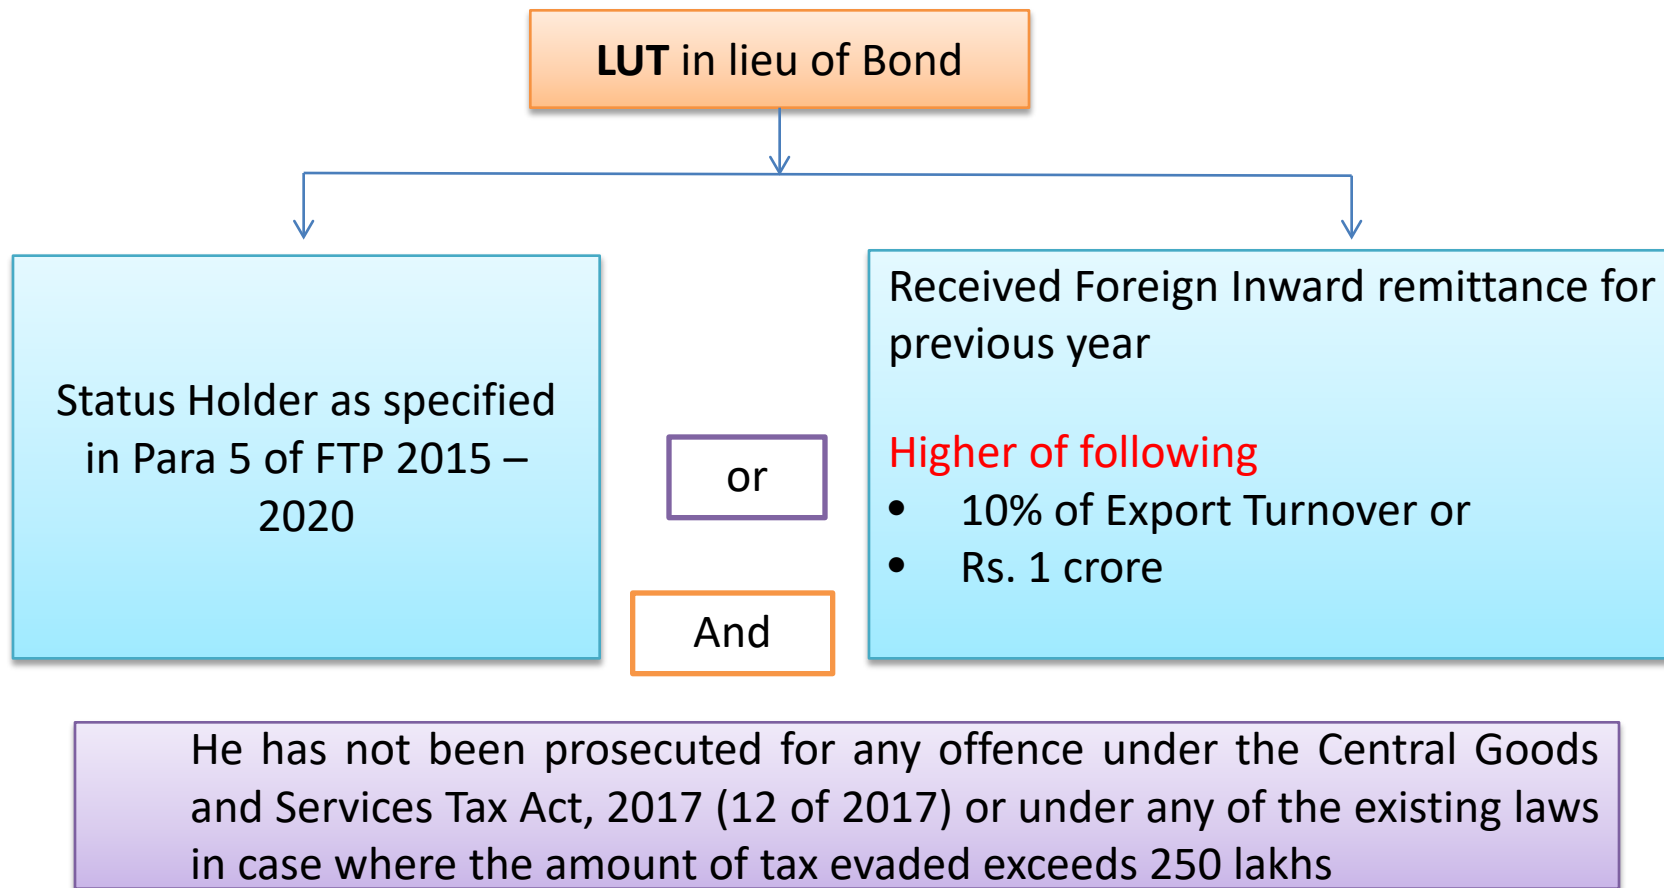 LUT in lieu of Bond
Status Holder as specified
in Para 5 of FTP 2015 –
2020
or
And
Received Foreign Inward remittance for
previous year
Higher of following
• 10% of Export Turnover or
• Rs. 1 crore
He has not been prosecuted for any offence under the Central Goods
and Services Tax Act, 2017 (12 of 2017) or under any of the existing laws
in case where the amount of tax evaded exceeds 250 lakhs